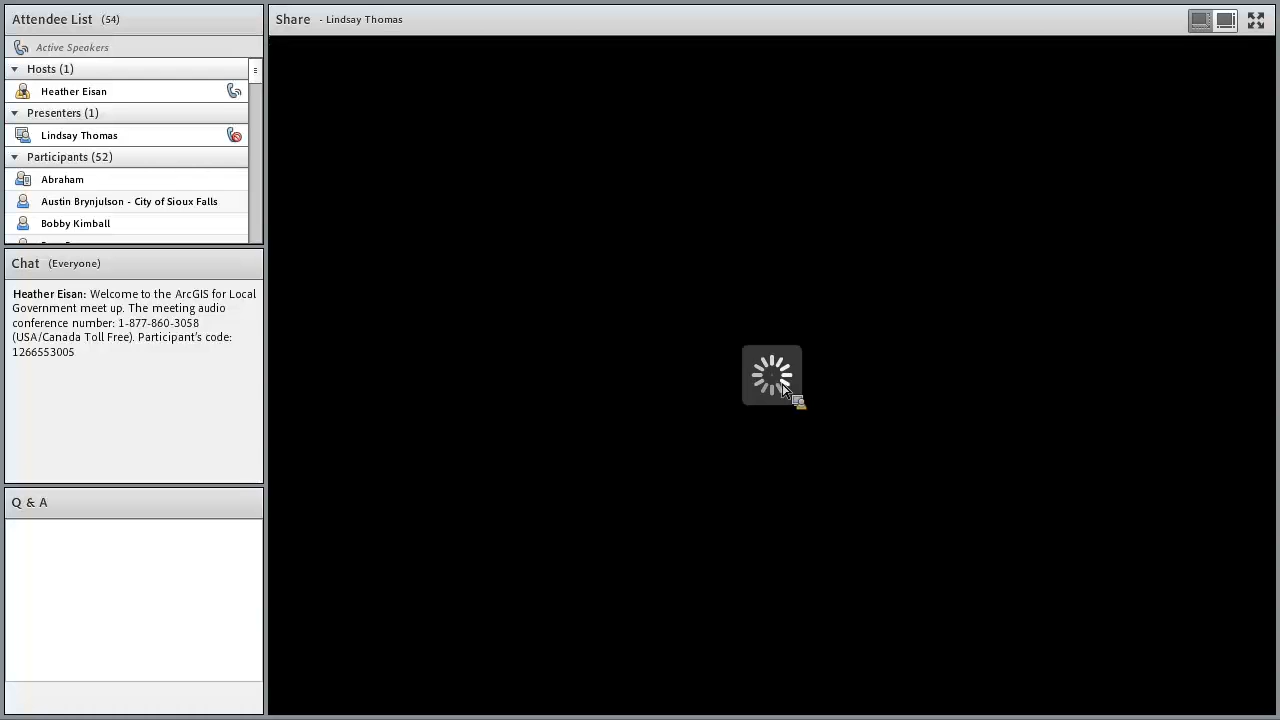 Attendee List (54)
Active Speakers
Hosts (1)
Heather Eisan
Presenters (1)
Lindsay Thomas
Participants (52)
Abraham
Austin Brynjulson - City of Sioux Falls
Bobby Kimball
Chat (Everyone)
Heather Eisan: Welcome to the ArcGIS for Local
Government meet up. The meeting audio
conference number: 1-877-860-3058
(USA/Canada Toll Free). Participant's code:
1266553005
Q & A
Share - Lindsay Thomas